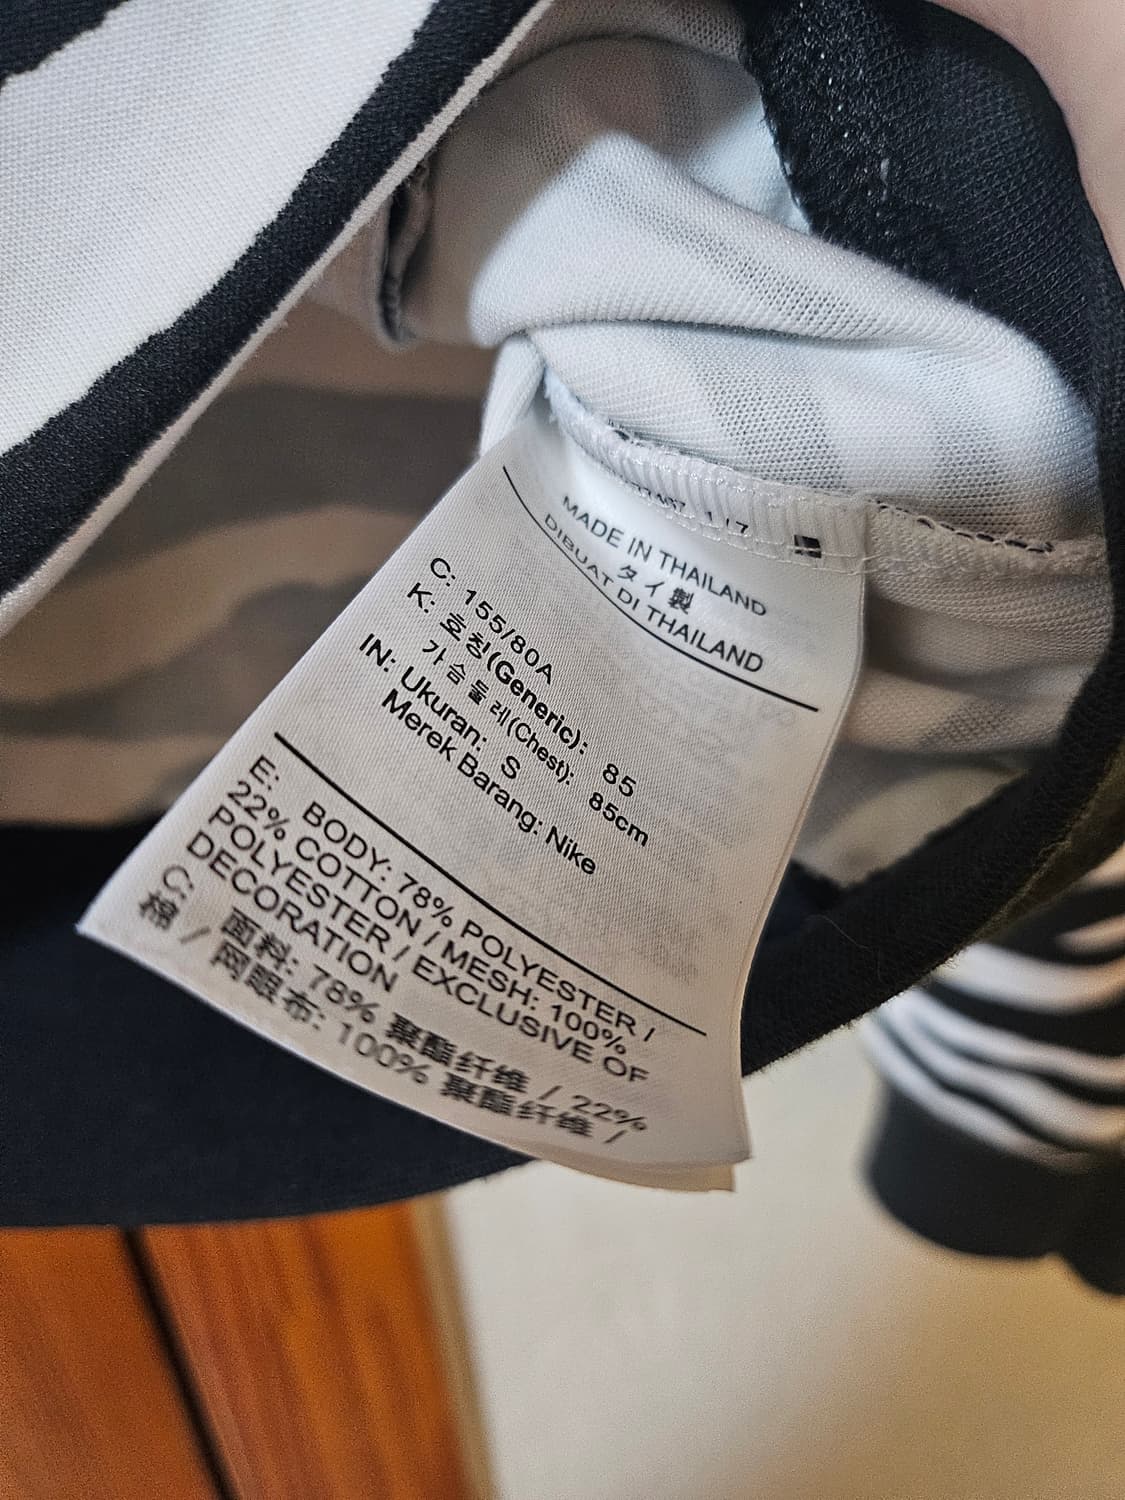 1 / 7
MADE IN THAILAND
タイ製
DIBUAT DI THAILAND
C: 155/80A
K: 호칭(Generic): 85
가슴둘레(Chest): 85cm
IN: Ukuran: S
Merek Barang: Nike
E: BODY: 78% POLYESTER /
22% COTTON / MESH: 100%
POLYESTER / EXCLUSIVE OF
DECORATION
C: 面料: 78% 聚酯纤维 / 22%
棉 / 网眼布: 100% 聚酯纤维 /